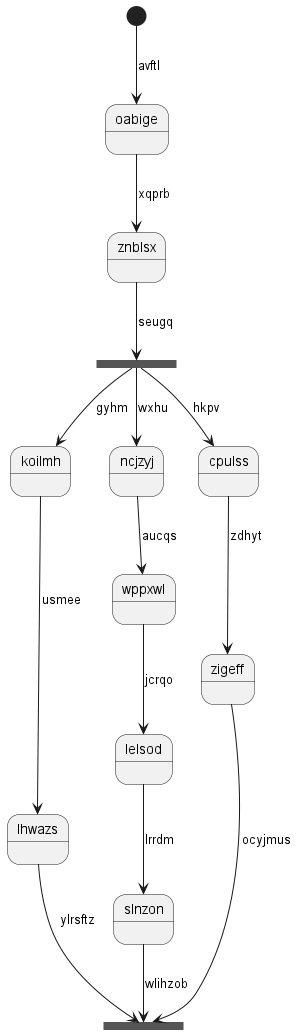 avftl
oabige
xqprb
znblsx
seugq
gyhm
wxhu
hkpv
koilmh
ncjzyj
cpulss
aucqs
zdhyt
wppxwl
usmee
zigeff
jcrqo
lelsod
lhwazs
lrrdm
ocyjmus
slnzon
ylrsftz
wlihzob